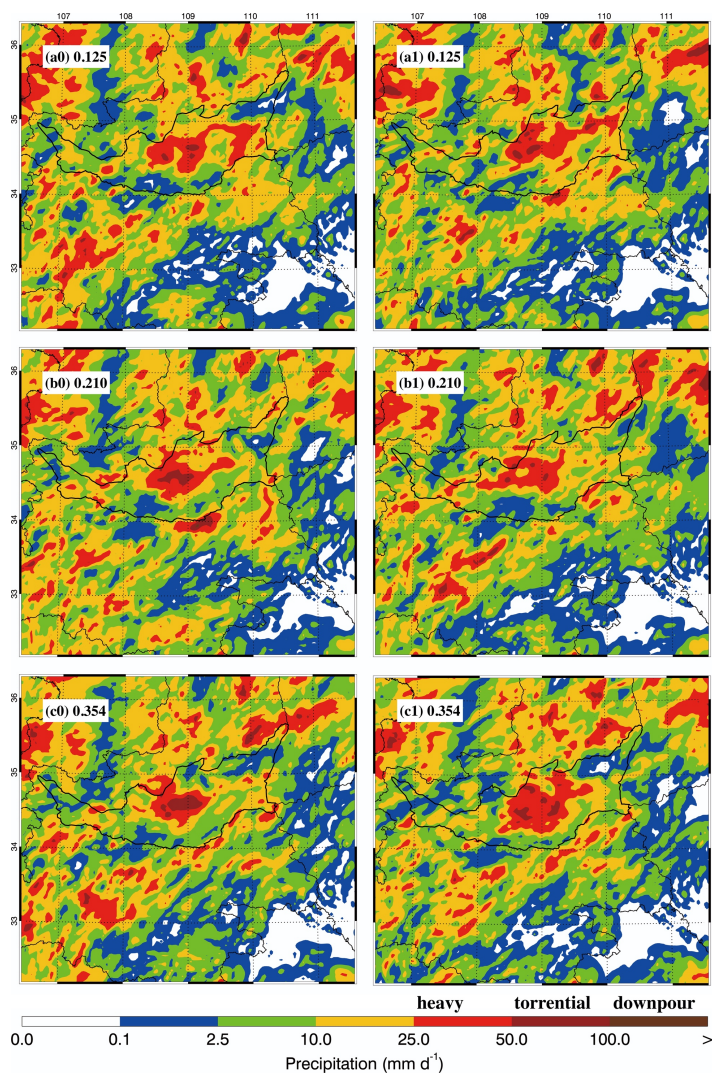 107 108 109 110 111 107 108 109 110 111
36 (a0) 0.125 (a1) 0.125
35
34
33
36 (b0) 0.210 (b1) 0.210
35
34
33
36 (c0) 0.354 (c1) 0.354
35
34
33
heavy torrential downpour
0.0 0.1 2.5 10.0 25.0 50.0 100.0 >
Precipitation (mm d⁻¹)